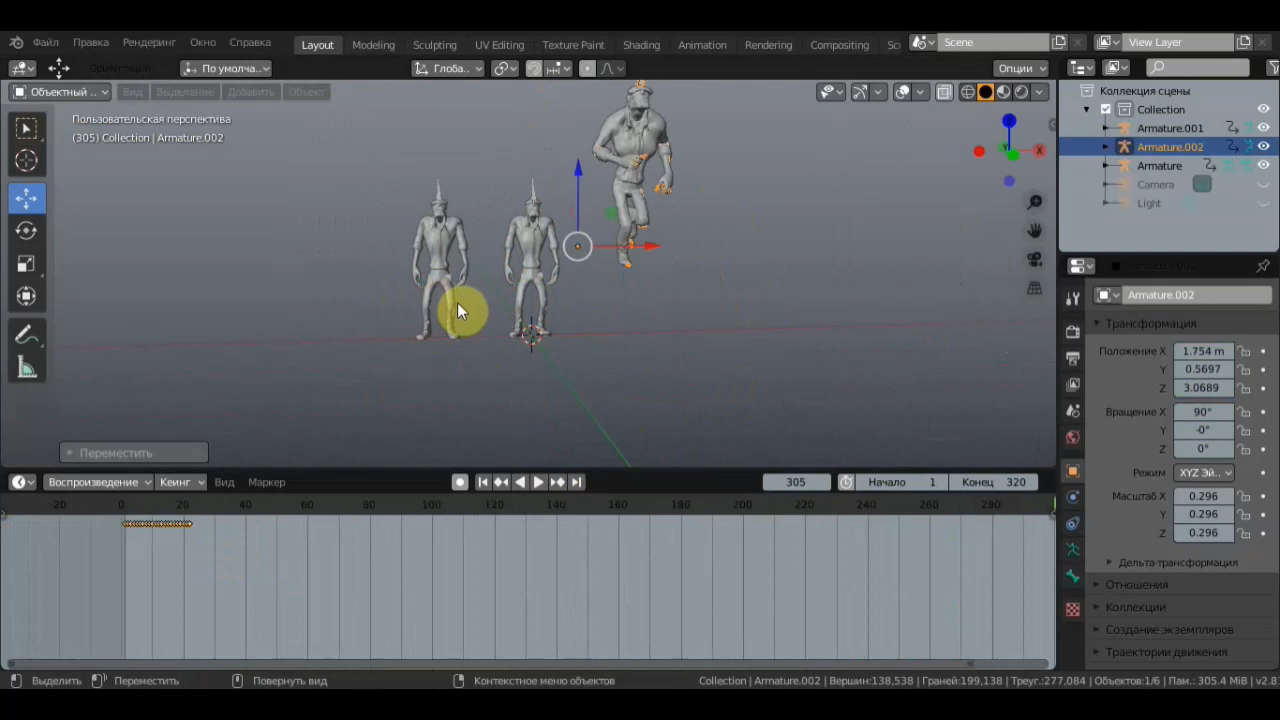 Файл Правка Рендеринг Окно Справка Layout Modeling Sculpting UV Editing Texture Paint Shading Animation Rendering Compositing Sc Scene View Layer
По умолча.. Глоба.. Опции
Объектный .. Вид Выделение Добавить Объект
Пользовательская перспектива
(305) Collection | Armature.002
X
Переместить
Коллекция сцены
Collection
Armature.001
Armature.002
Armature
Camera
Light
Armature.002
Трансформация
Положение X 1.754 m
Y 0.5697
Z 3.0689
Вращение X 90°
Y -0°
Z 0°
Режим XYZ Эй..
Масштаб X 0.296
Y 0.296
Z 0.296
Дельта-трансформация
Отношения
Коллекции
Создание экземпляров
Траектории движения
Воспроизведение Кеинг Вид Маркер 305 Начало 1 Конец 320
-20 0 20 40 60 80 100 120 140 160 180 200 220 240 260 280
Выделить Переместить Повернуть вид Контекстное меню объектов Collection | Armature.002 | Вершин:138,538 | Граней:199,138 | Треуг.:277,084 | Объектов:1/6 | Пам.: 305.4 MiB | v2.8